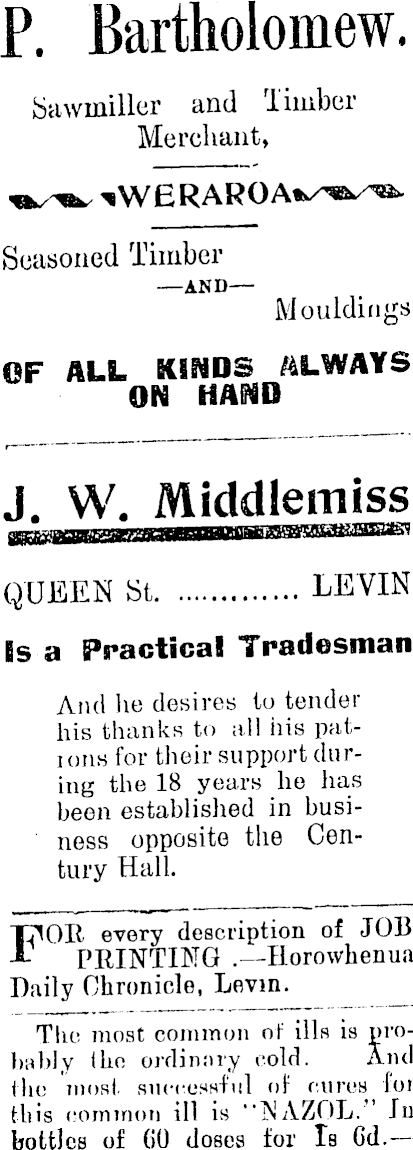 P. Bartholomew.
Sawmiller and Timber
Merchant,
WERAROA
Seasoned Timber
—AND—
Mouldings
OF ALL KINDS ALWAYS
ON HAND
J. W. Middlemiss
QUEEN St. ............. LEVIN
Is a Practical Tradesman
And he desires to tender
his thanks to all his pat-
rons for their support dur-
ing the 18 years he has
been established in busi-
ness opposite the Cen-
tury Hall.
FOR every description of JOB
PRINTING .—Horowhenua
Daily Chronicle, Levin.
The most common of ills is pro-
bably the ordinary cold. And
the most successful of cures for
this common ill is "NAZOL." In
bottles of 60 doses for 1s 6d.—